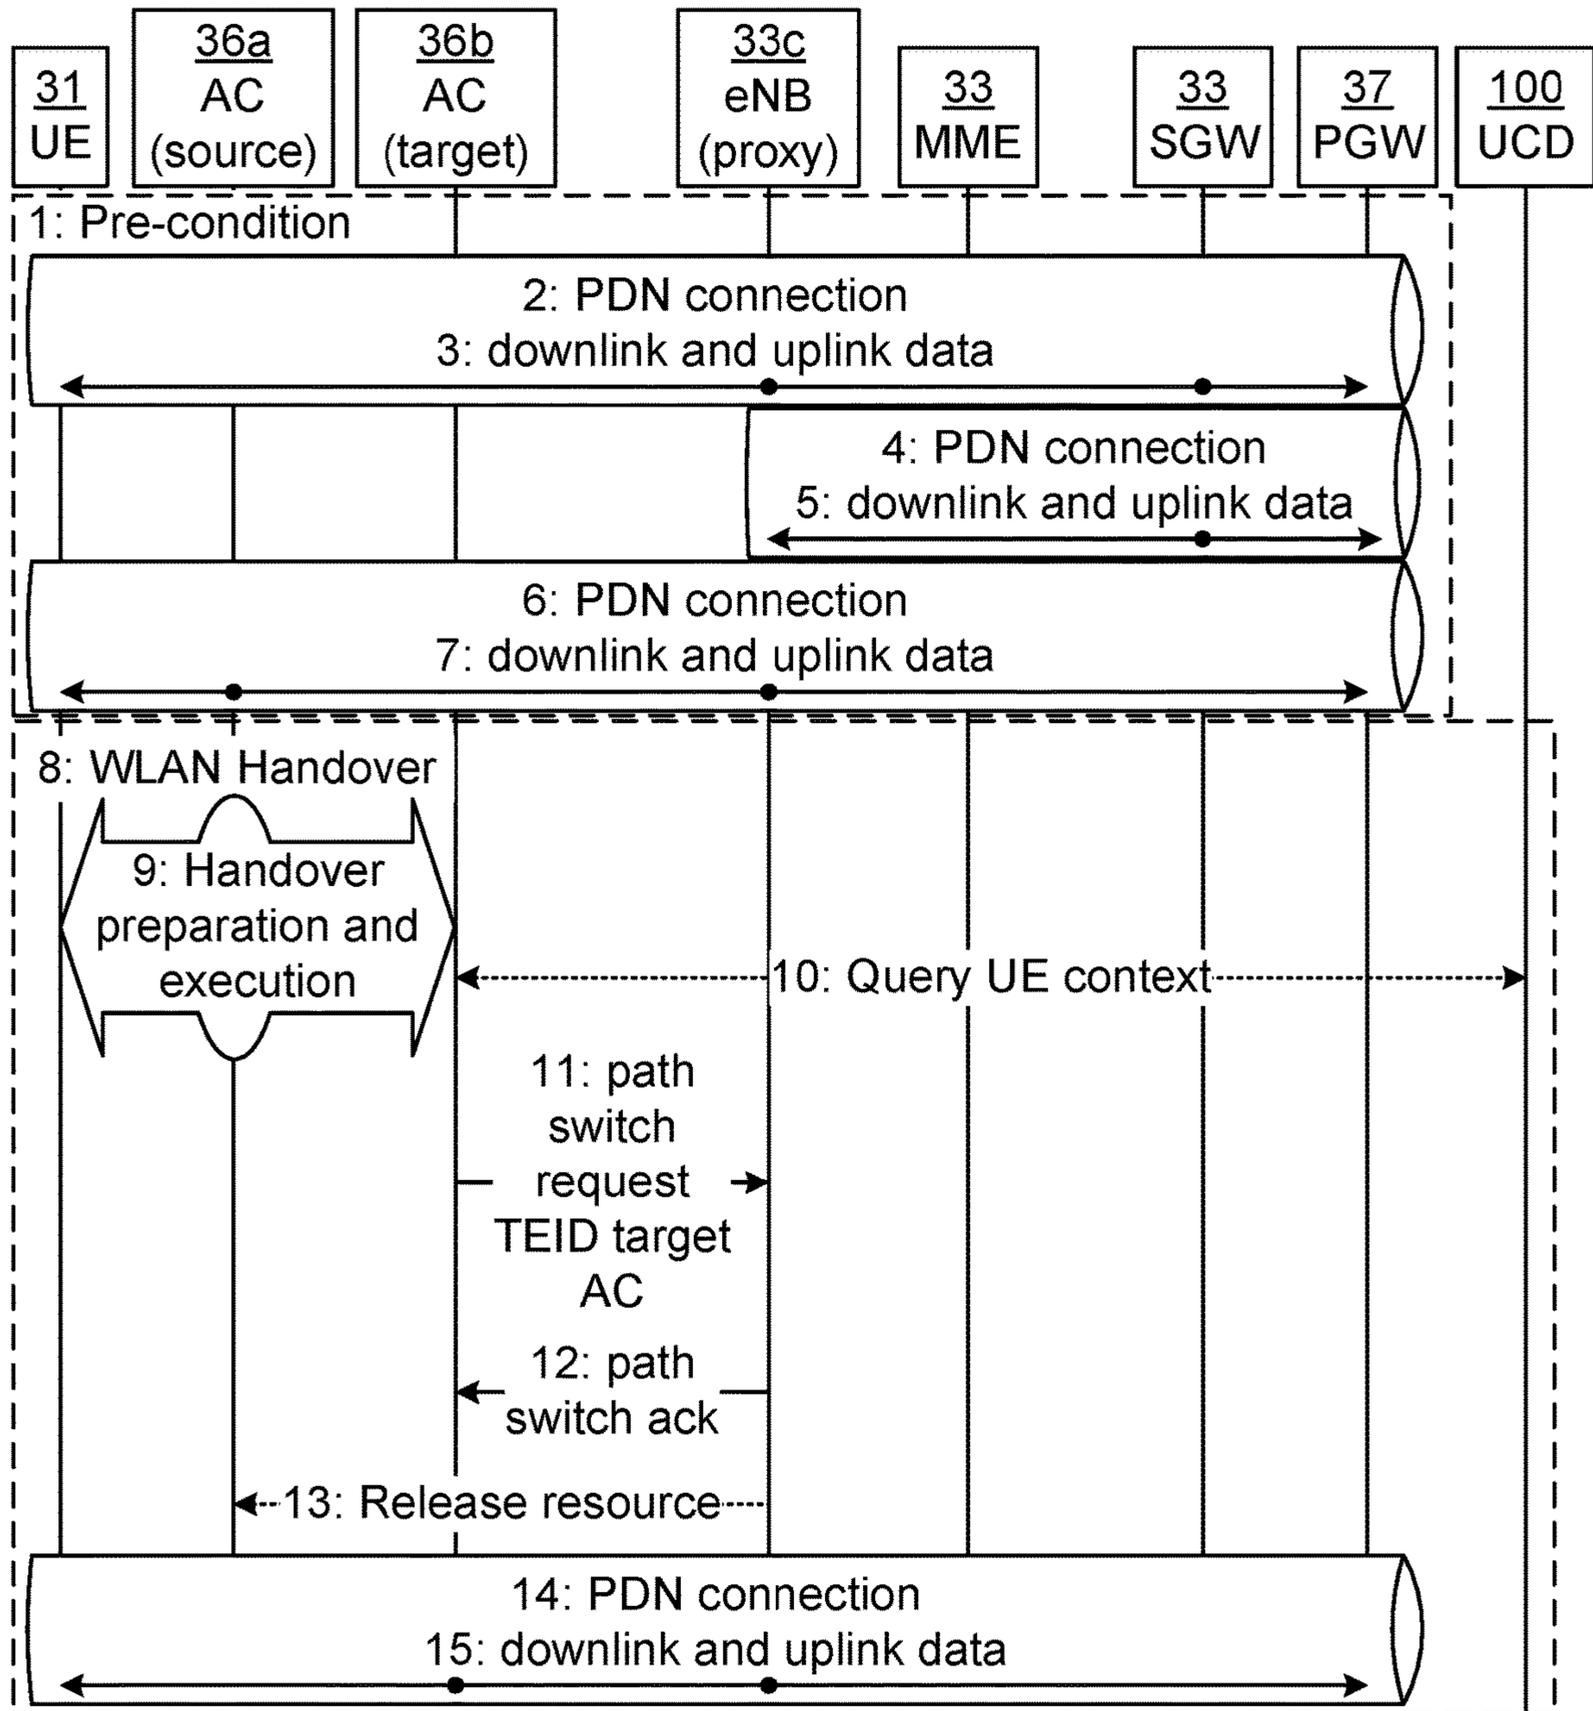 31
UE
36a
AC
(source)
36b
AC
(target)
33c
eNB
(proxy)
33
MME
33
SGW
37
PGW
100
UCD
1: Pre-condition
2: PDN connection
3: downlink and uplink data
4: PDN connection
5: downlink and uplink data
6: PDN connection
7: downlink and uplink data
8: WLAN Handover
9: Handover
preparation and
execution
10: Query UE context
11: path
switch
request
TEID target
AC
12: path
switch ack
13: Release resource
14: PDN connection
15: downlink and uplink data